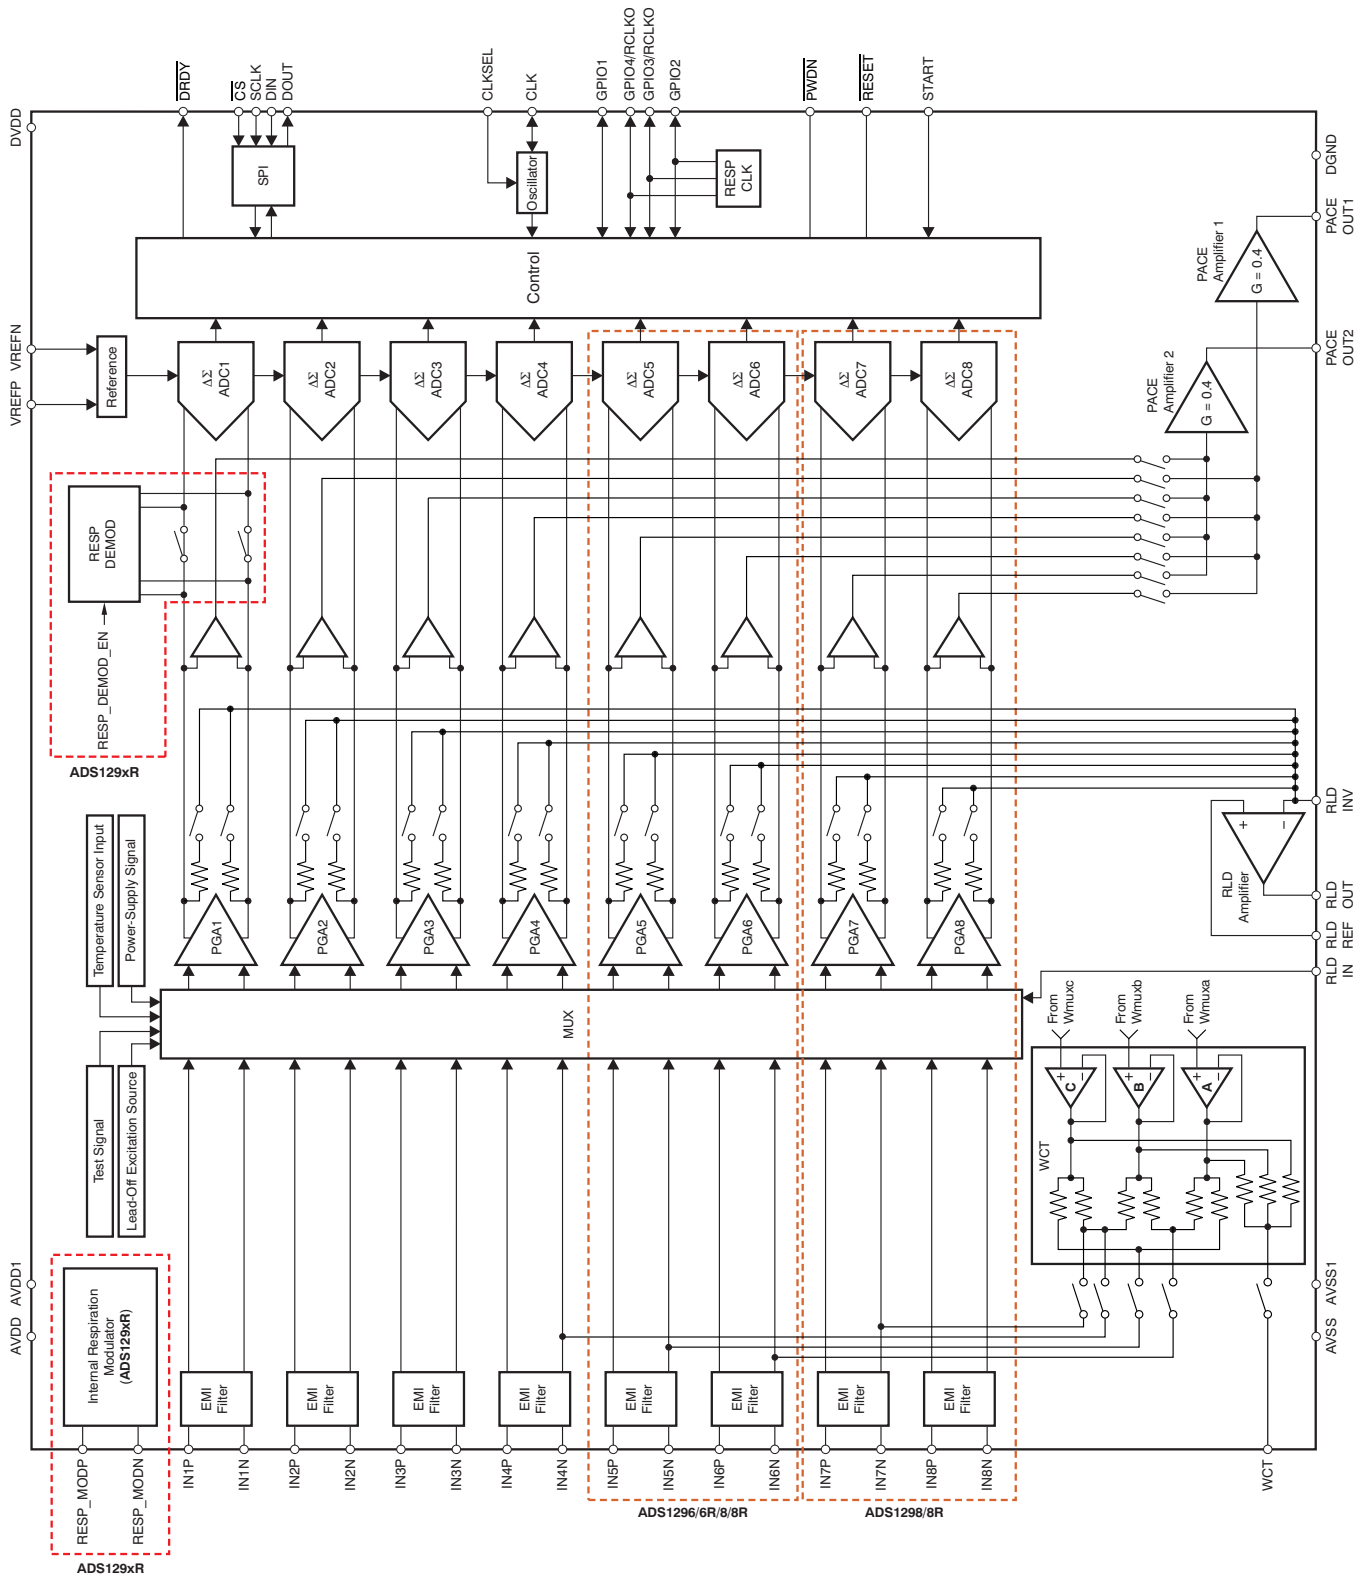 DVDD
DRDY
CS
SCLK
DIN
DOUT
CLKSEL
CLK
GPIO1
GPIO4/RCLKO
GPIO3/RCLKO
GPIO2
PWDN
RESET
START
DGND
SPI
Oscillator
RESP
CLK
PACE
OUT1
PACE
Amplifier 1
G = 0.4
Control
VREFN
VREFP
Reference
ΔΣ
ADC1
ΔΣ
ADC2
ΔΣ
ADC3
ΔΣ
ADC4
ΔΣ
ADC5
ΔΣ
ADC6
ΔΣ
ADC7
ΔΣ
ADC8
PACE
OUT2
PACE
Amplifier 2
G = 0.4
RESP
DEMOD
RESP_DEMOD_EN
ADS129xR
Temperature Sensor Input
Power-Supply Signal
PGA1
PGA2
PGA3
PGA4
PGA5
PGA6
PGA7
PGA8
RLD
INV
+
−
RLD
Amplifier
RLD
OUT
RLD
REF
RLD
IN
MUX
Test Signal
Lead-Off Excitation Source
From
Wmuxc
From
Wmuxb
From
Wmuxa
+
−
C
+
−
B
+
−
A
WCT
AVDD1
AVDD
AVSS1
AVSS
Internal Respiration
Modulator
(ADS129xR)
EMI
Filter
EMI
Filter
EMI
Filter
EMI
Filter
EMI
Filter
EMI
Filter
EMI
Filter
EMI
Filter
RESP_MODP
RESP_MODN
IN1P
IN1N
IN2P
IN2N
IN3P
IN3N
IN4P
IN4N
IN5P
IN5N
IN6P
IN6N
IN7P
IN7N
IN8P
IN8N
WCT
ADS1296/6R/8/8R
ADS1298/8R
ADS129xR